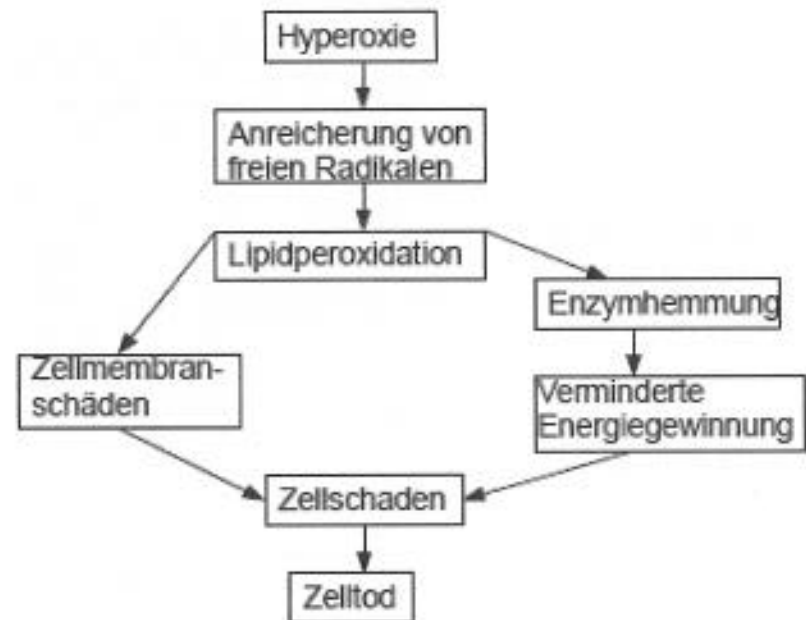 Hyperoxie
Anreicherung von
freien Radikalen
Lipidperoxidation
Enzymhemmung
Zellmembran-
schäden
Verminderte
Energiegewinnung
Zellschaden
Zelltod